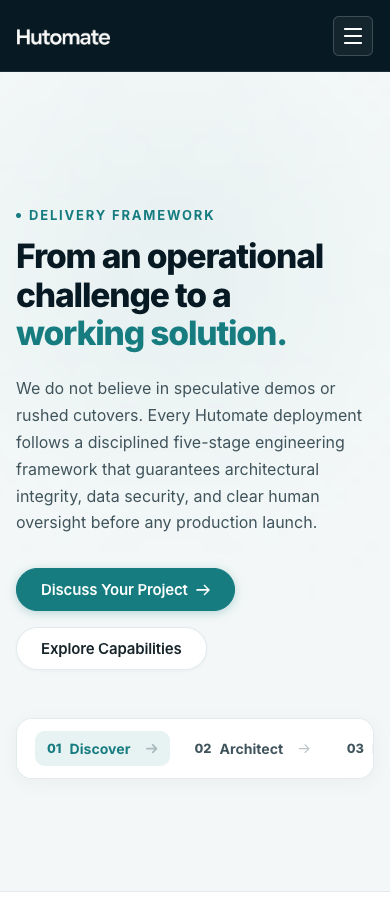 Hutomate
• DELIVERY FRAMEWORK
From an operational
challenge to a
working solution.
We do not believe in speculative demos or
rushed cutovers. Every Hutomate deployment
follows a disciplined five-stage engineering
framework that guarantees architectural
integrity, data security, and clear human
oversight before any production launch.
Discuss Your Project →
Explore Capabilities
01 Discover → 02 Architect → 03